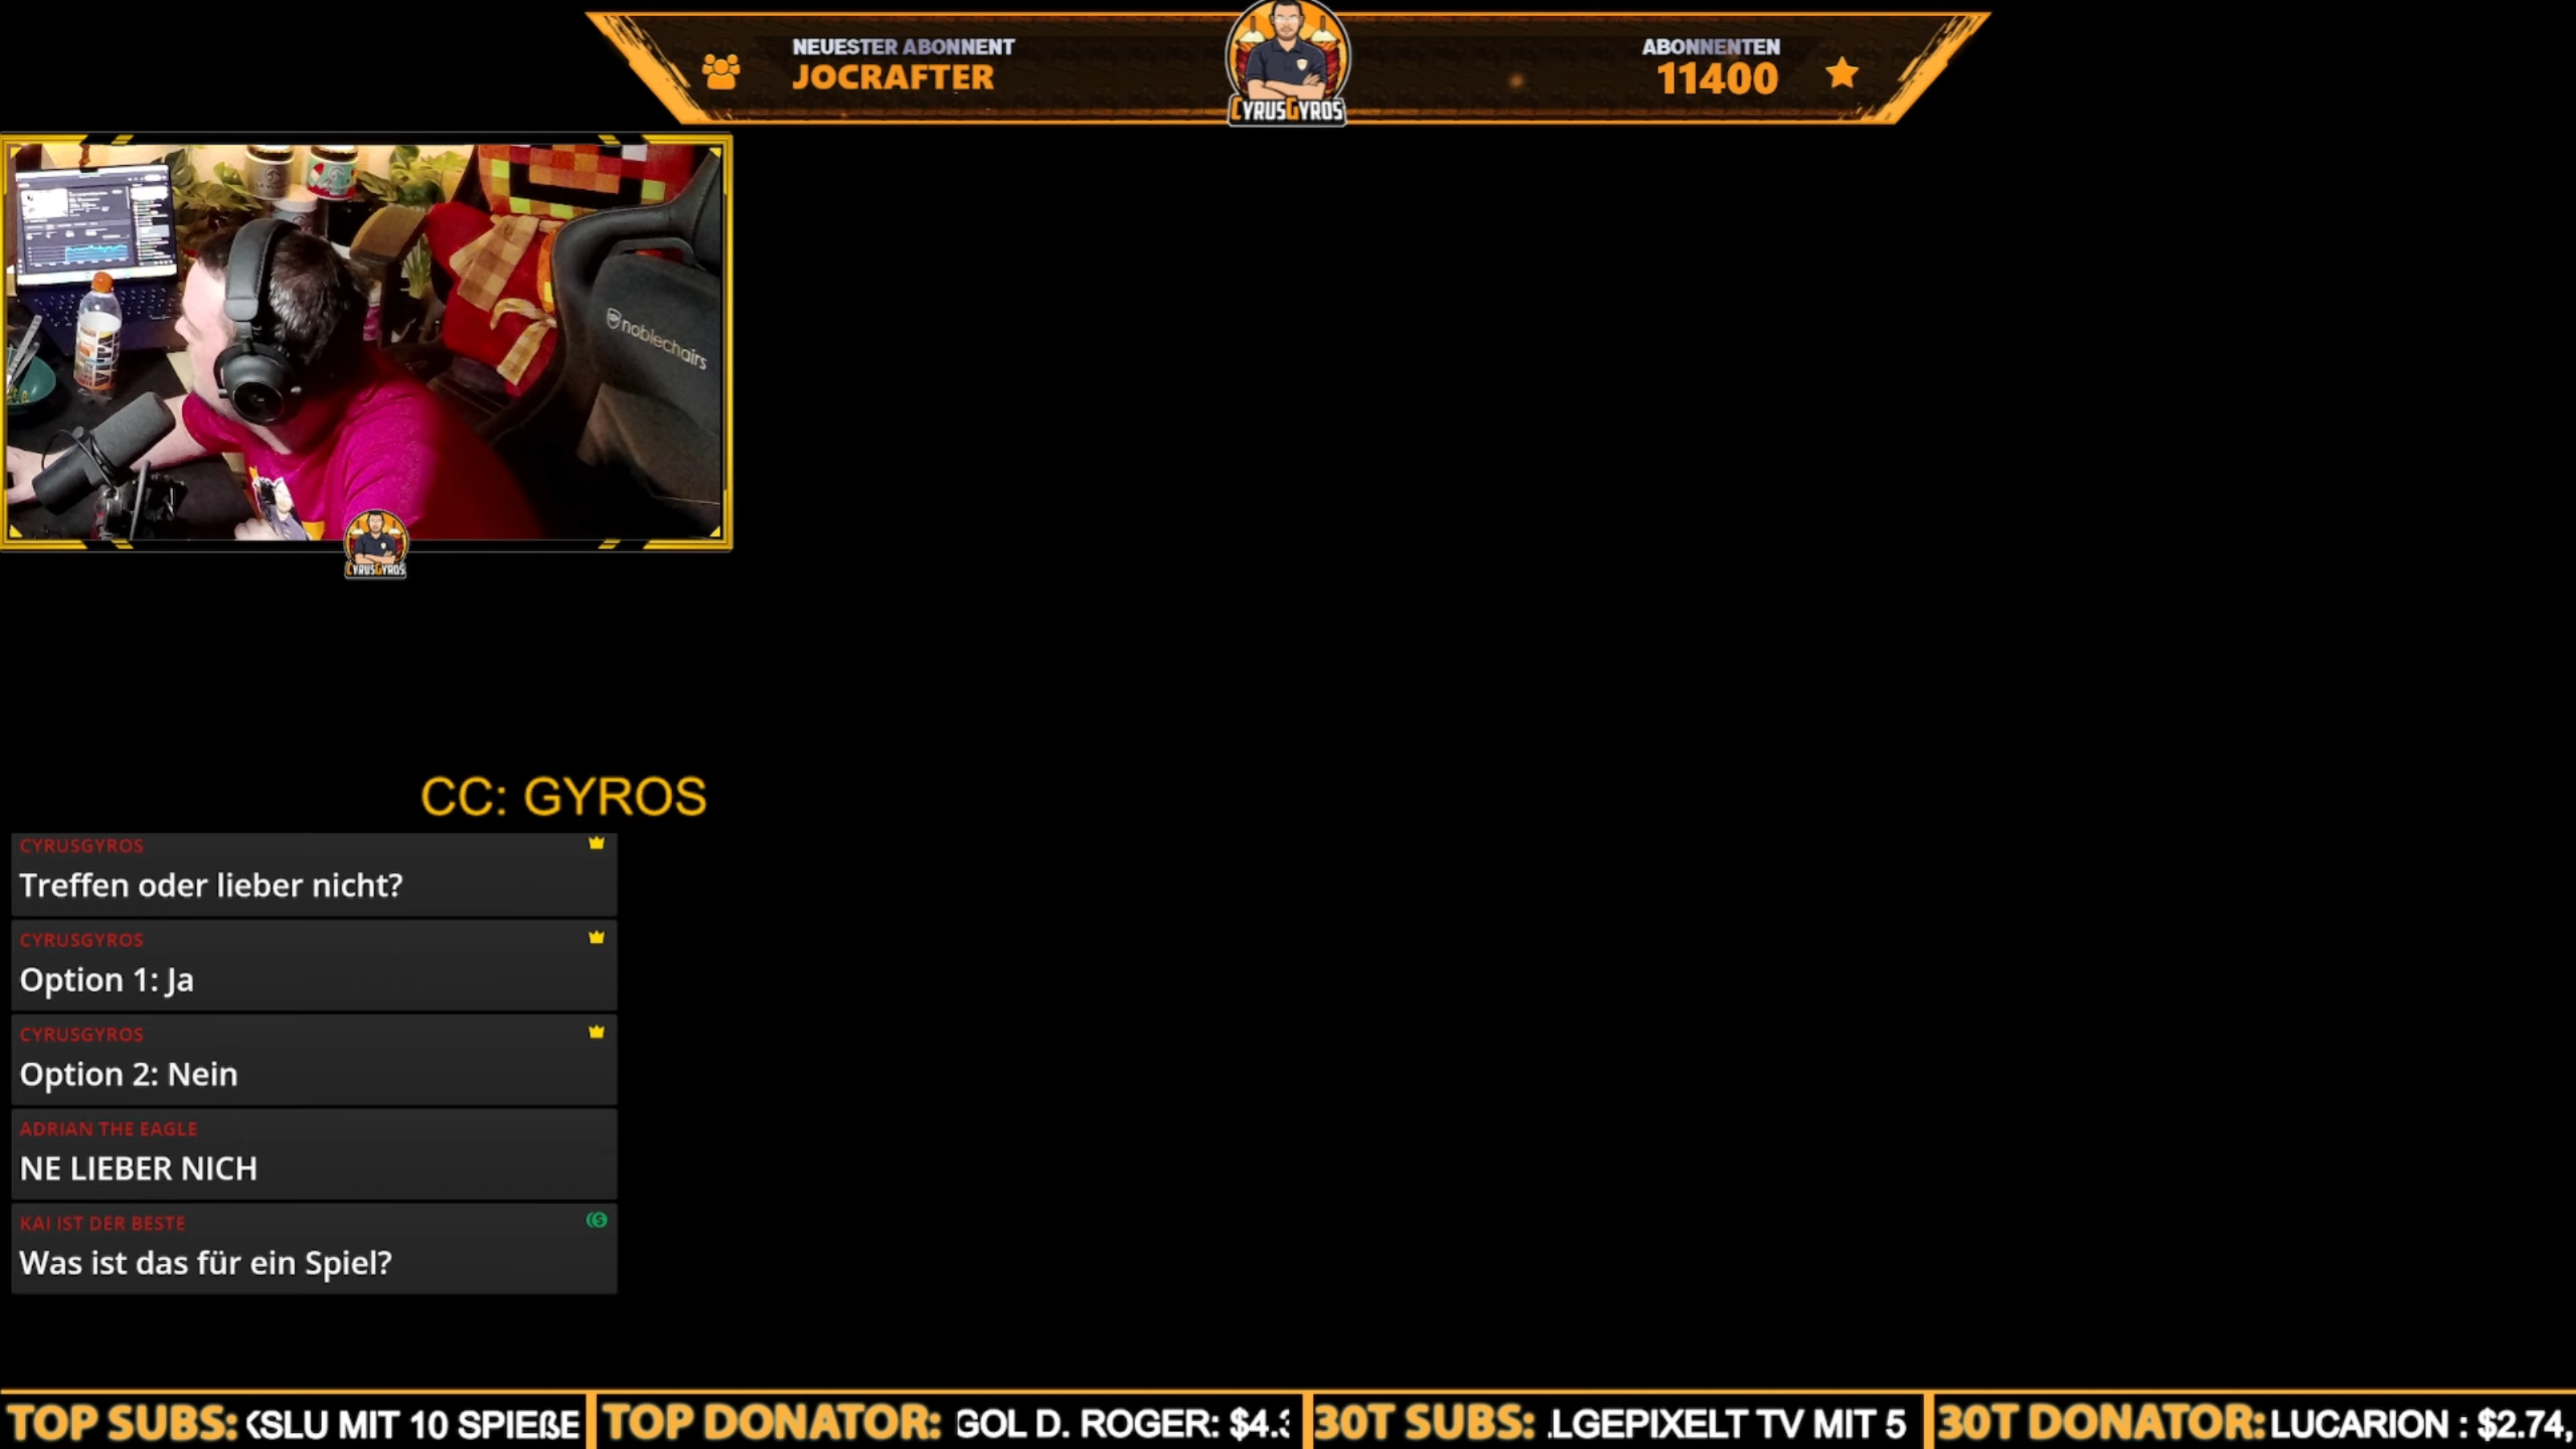 NEUESTER ABONNENT
JOCRAFTER
CYRUSGYROS
ABONNENTEN
11400
noblechairs
CYRUSGYROS
CC: GYROS
CYRUSGYROS
Treffen oder lieber nicht?
CYRUSGYROS
Option 1: Ja
CYRUSGYROS
Option 2: Nein
ADRIAN THE EAGLE
NE LIEBER NICH
KAI IST DER BESTE
Was ist das für ein Spiel?
TOP SUBS: KSLU MIT 10 SPIEßE
TOP DONATOR: GOL D. ROGER: $4.3
30T SUBS: LGEPIXELT TV MIT 5
30T DONATOR: LUCARION : $2.74,